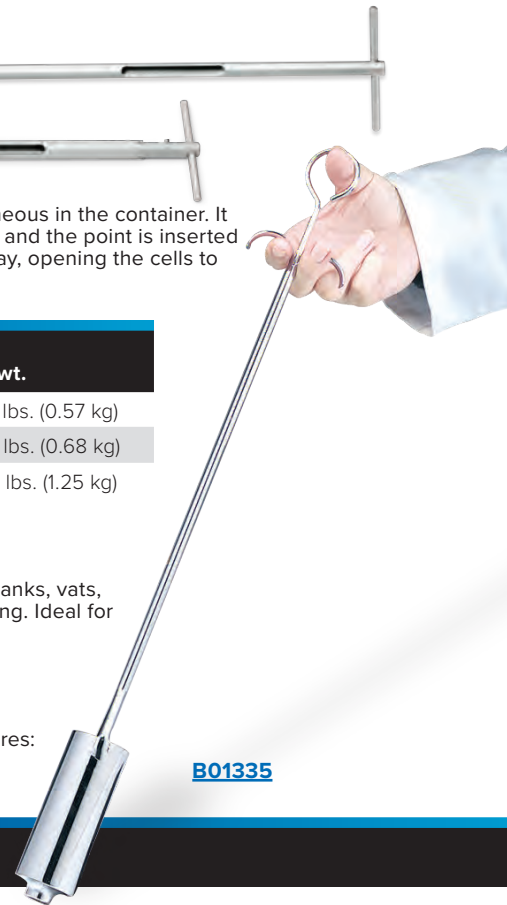 neous in the container. It
and the point is inserted
ay, opening the cells to
wt.
lbs. (0.57 kg)
lbs. (0.68 kg)
lbs. (1.25 kg)
anks, vats,
ng. Ideal for
res:
B01335